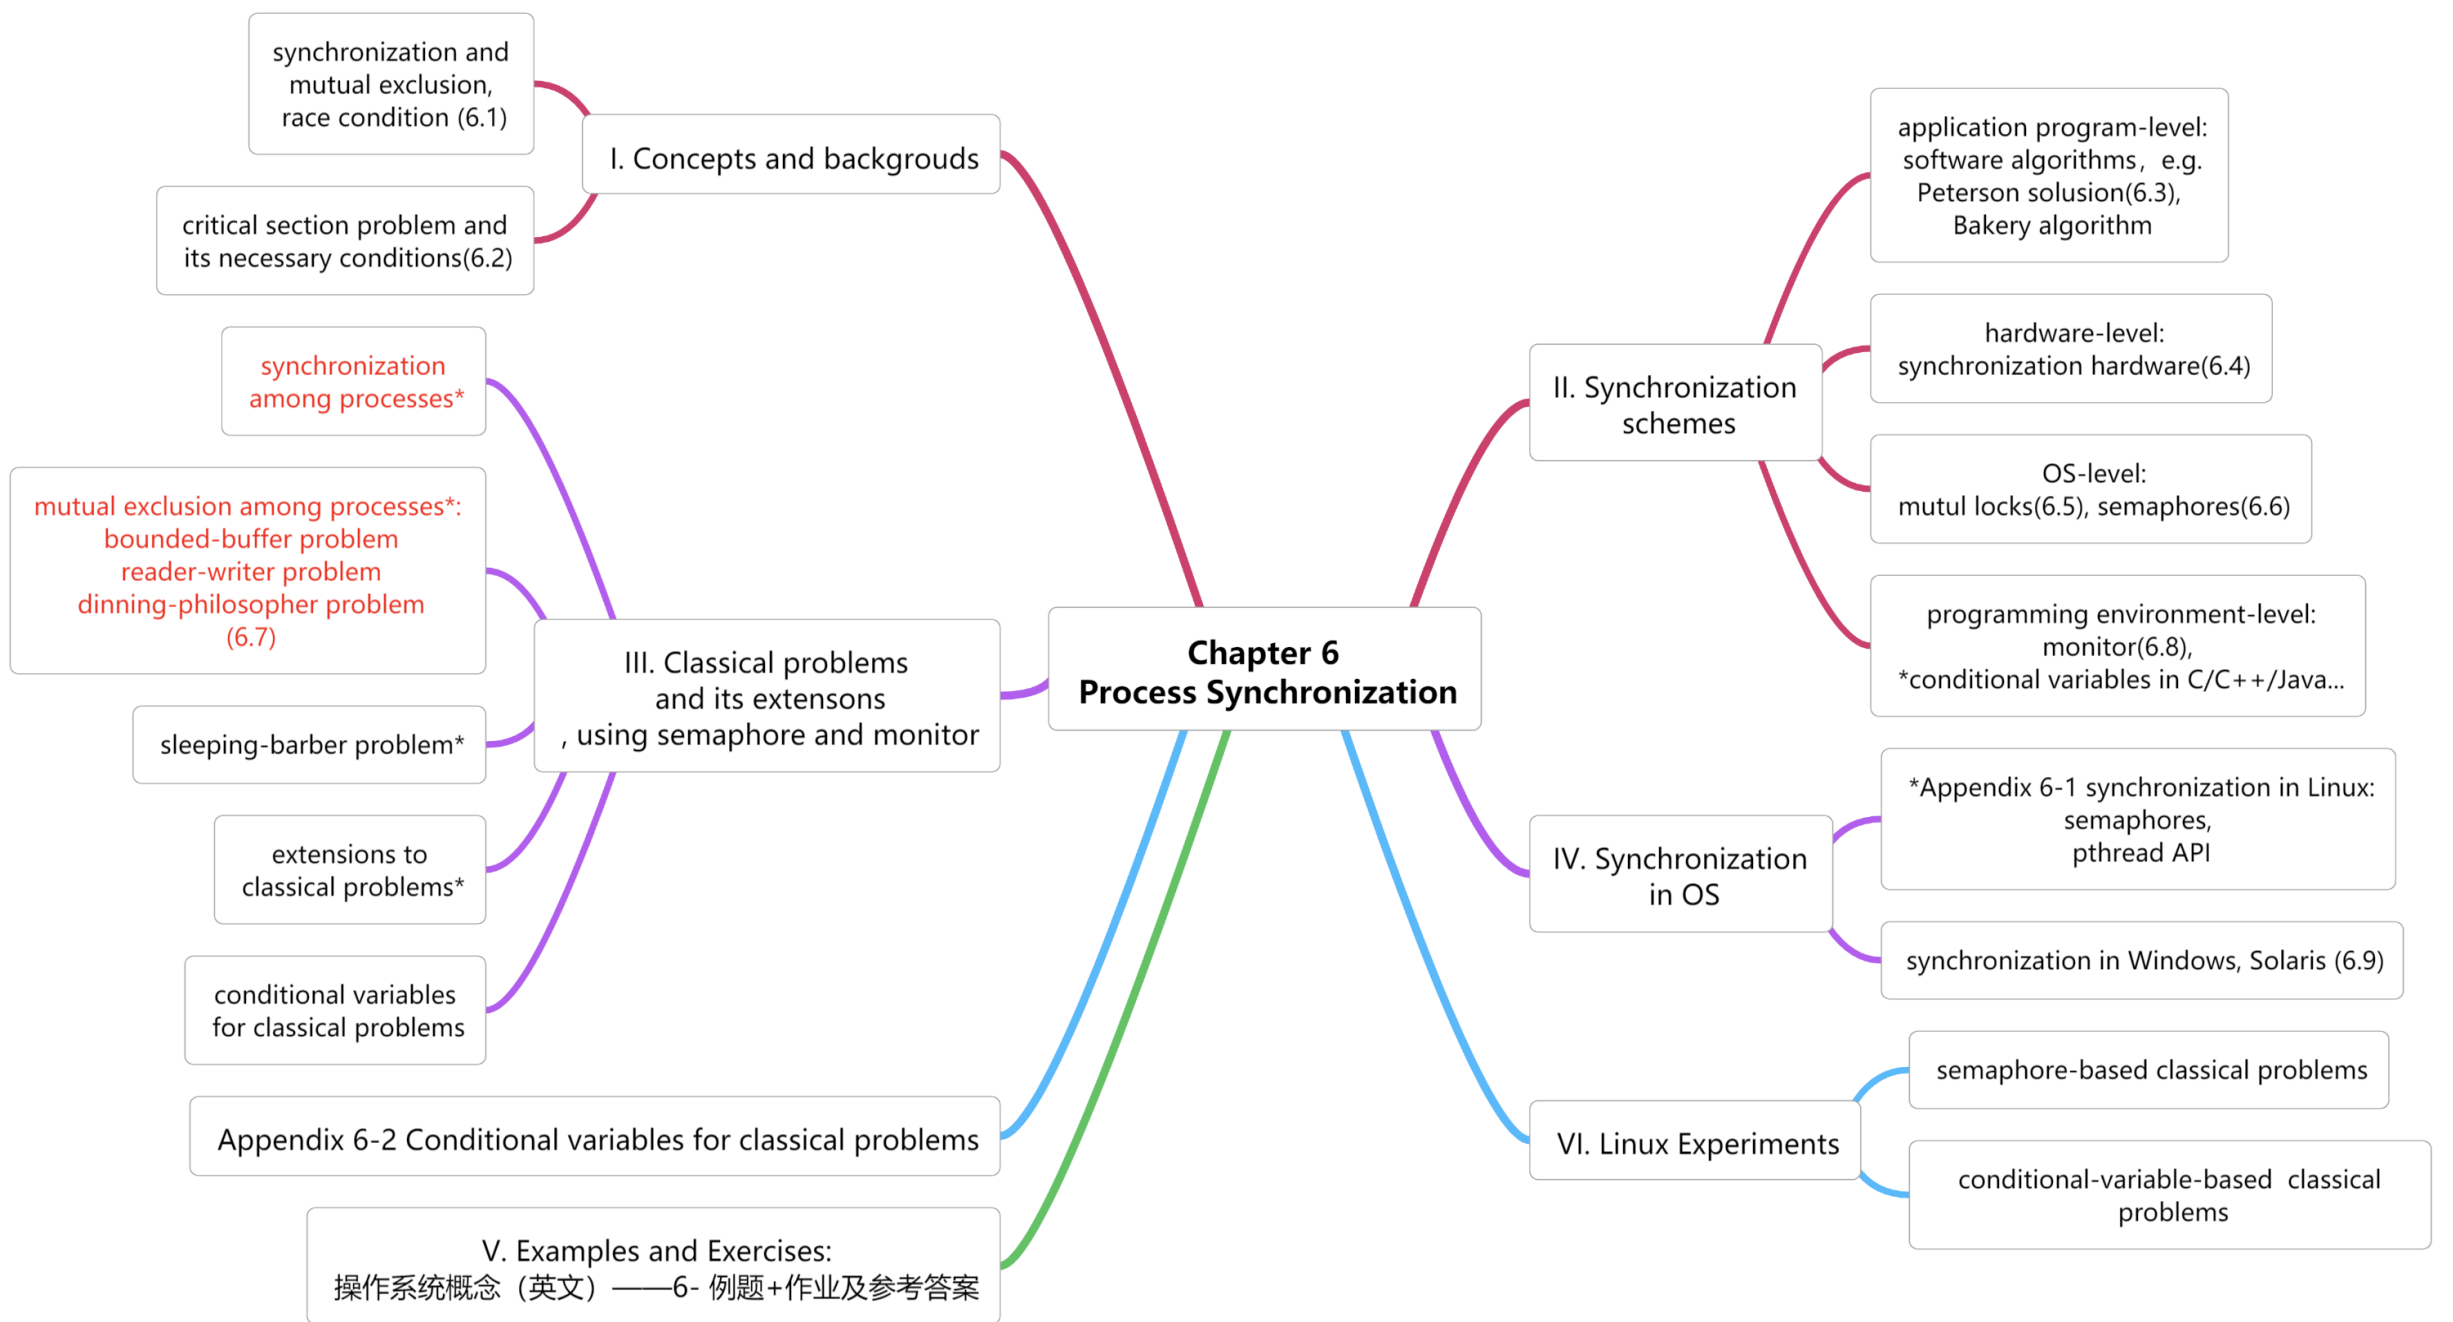 Chapter 6
Process Synchronization
I. Concepts and backgrouds
synchronization and
mutual exclusion,
race condition (6.1)
critical section problem and
its necessary conditions(6.2)
II. Synchronization
schemes
application program-level:
software algorithms，e.g.
Peterson solusion(6.3),
Bakery algorithm
hardware-level:
synchronization hardware(6.4)
OS-level:
mutul locks(6.5), semaphores(6.6)
programming environment-level:
monitor(6.8),
*conditional variables in C/C++/Java...
III. Classical problems
and its extensons
, using semaphore and monitor
synchronization
among processes*
mutual exclusion among processes*:
bounded-buffer problem
reader-writer problem
dinning-philosopher problem
(6.7)
sleeping-barber problem*
extensions to
classical problems*
conditional variables
for classical problems
IV. Synchronization
in OS
*Appendix 6-1 synchronization in Linux:
semaphores,
pthread API
synchronization in Windows, Solaris (6.9)
Appendix 6-2 Conditional variables for classical problems
V. Examples and Exercises:
操作系统概念（英文）——6- 例题+作业及参考答案
VI. Linux Experiments
semaphore-based classical problems
conditional-variable-based  classical
problems